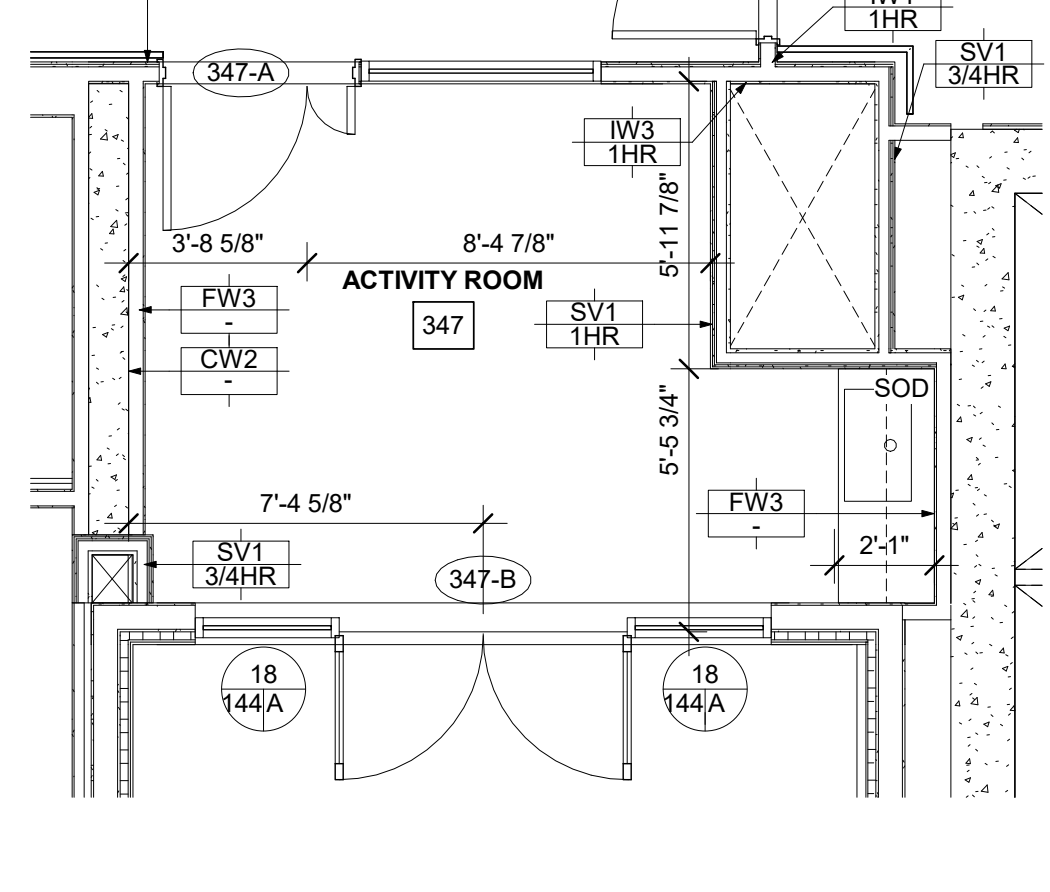 1HR
SV1
3/4HR
347-A
IW3
1HR
5'-11 7/8"
3'-8 5/8"
8'-4 7/8"
ACTIVITY ROOM
347
FW3
-
SV1
1HR
CW2
-
SOD
5'-5 3/4"
7'-4 5/8"
FW3
-
2'-1"
SV1
3/4HR
347-B
18
144 A
18
144 A